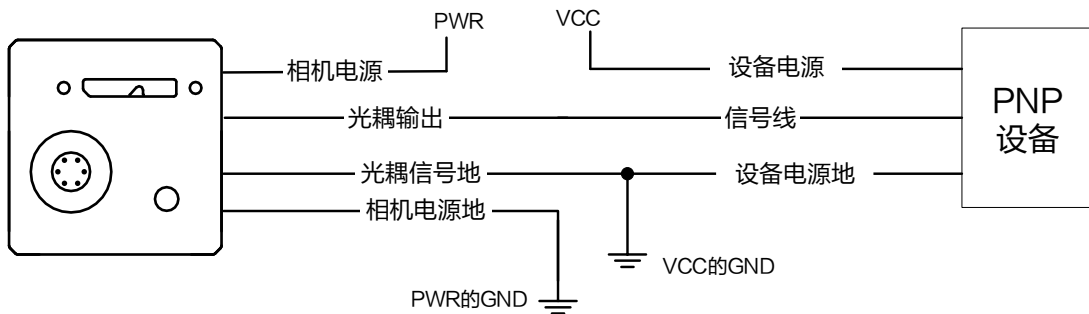 PWR
VCC
相机电源
设备电源
光耦输出
信号线
PNP
设备
光耦信号地
设备电源地
相机电源地
VCC的GND
PWR的GND